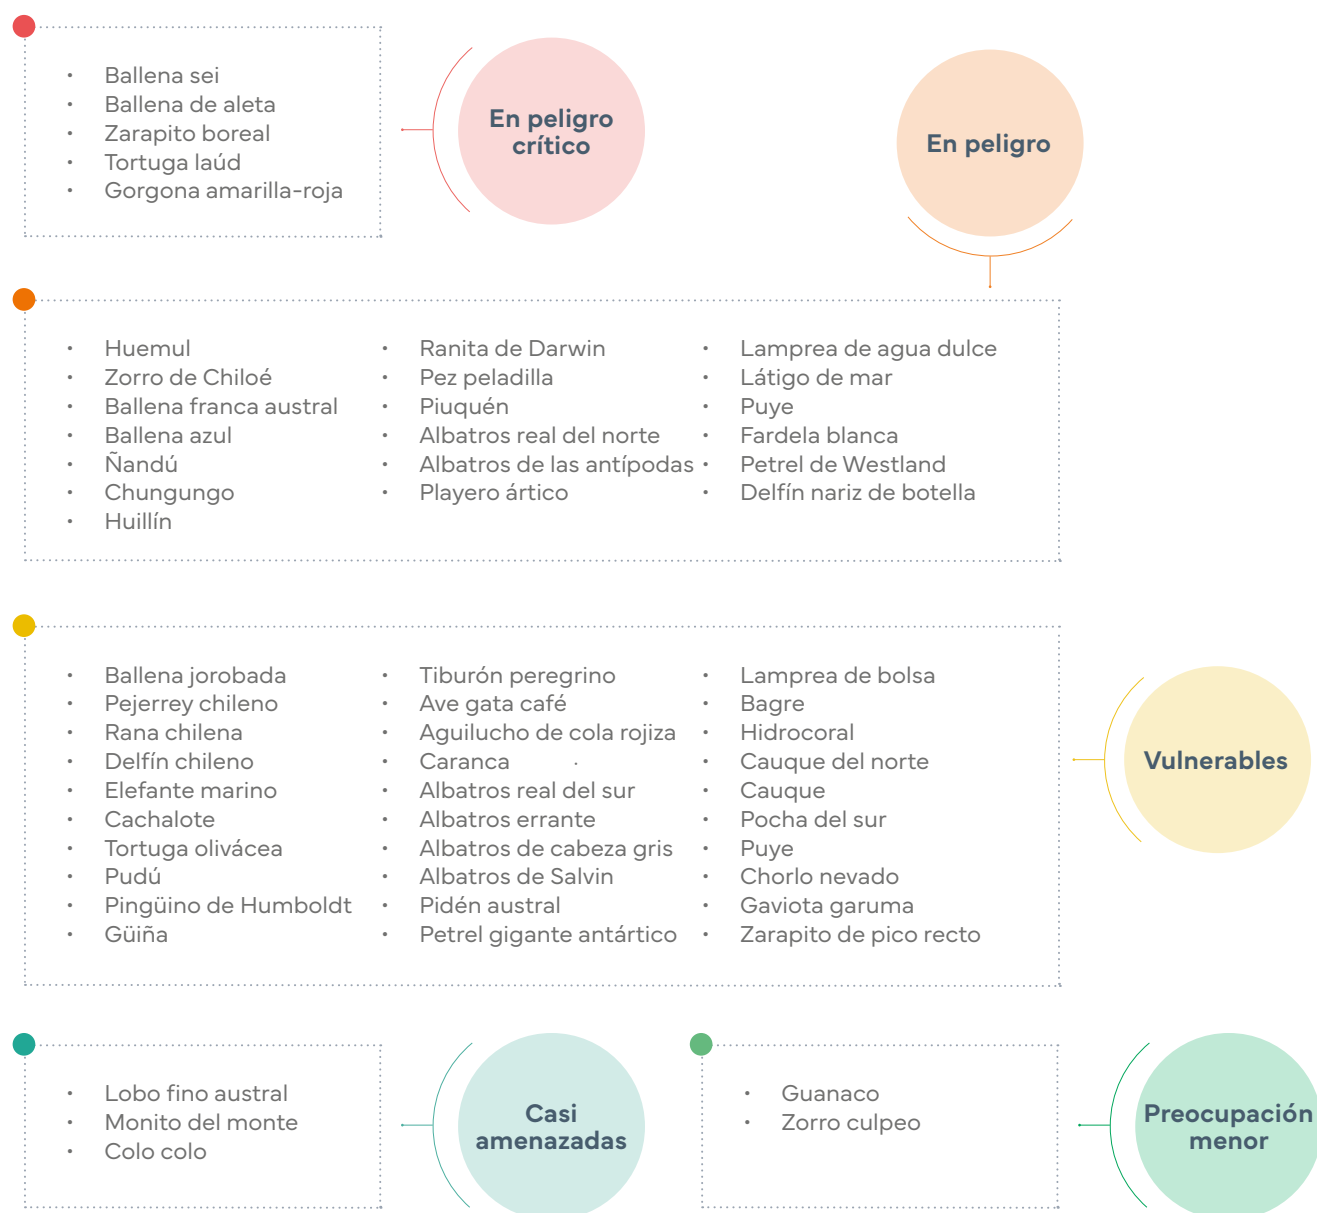 Ballena sei
Ballena de aleta
Zarapito boreal
Tortuga laúd
Gorgona amarilla-roja
En peligro
crítico
En peligro
Huemul
Zorro de Chiloé
Ballena franca austral
Ballena azul
Ñandú
Chungungo
Huillín
Ranita de Darwin
Pez peladilla
Piuquén
Albatros real del norte
Albatros de las antípodas
Playero ártico
Lamprea de agua dulce
Látigo de mar
Puye
Fardela blanca
Petrel de Westland
Delfín nariz de botella
Ballena jorobada
Pejerrey chileno
Rana chilena
Delfín chileno
Elefante marino
Cachalote
Tortuga olivácea
Pudú
Pingüino de Humboldt
Güiña
Tiburón peregrino
Ave gata café
Aguilucho de cola rojiza
Caranca
Albatros real del sur
Albatros errante
Albatros de cabeza gris
Albatros de Salvin
Pidén austral
Petrel gigante antártico
Lamprea de bolsa
Bagre
Hidrocoral
Cauque del norte
Cauque
Pocha del sur
Puye
Chorlo nevado
Gaviota garuma
Zarapito de pico recto
Vulnerables
Lobo fino austral
Monito del monte
Colo colo
Casi
amenazadas
Guanaco
Zorro culpeo
Preocupación
menor